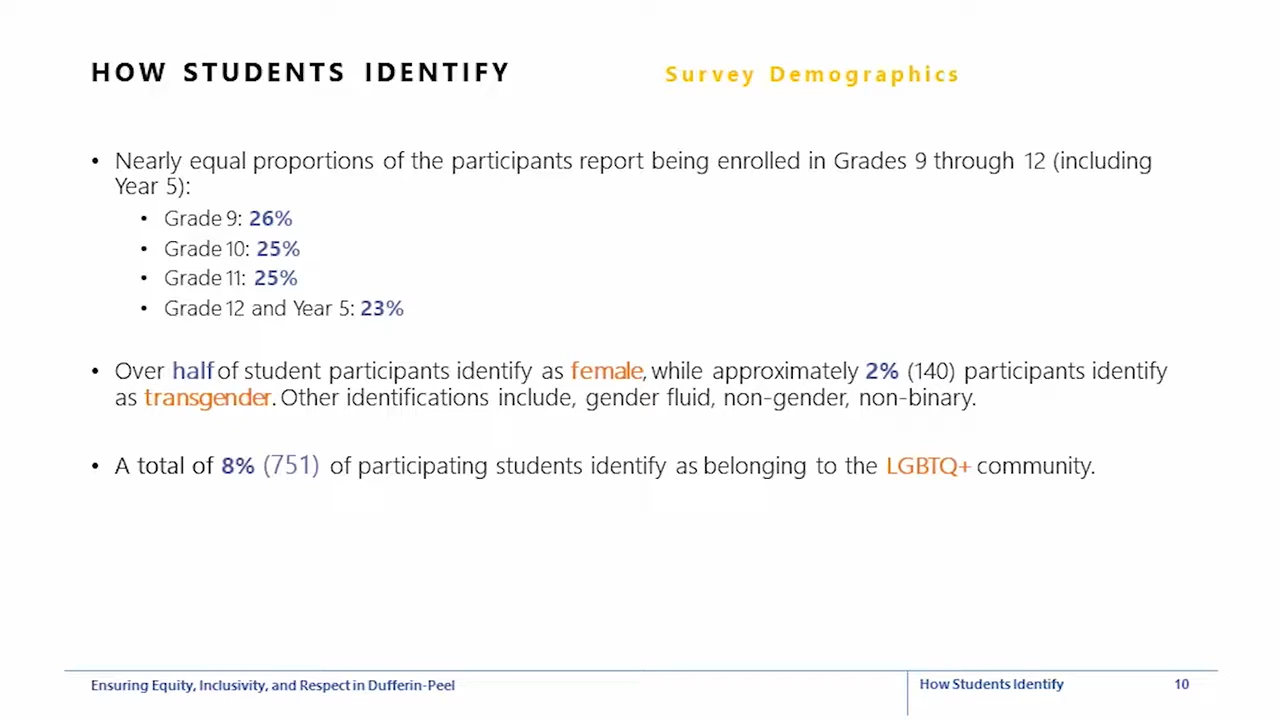 HOW STUDENTS IDENTIFY
Survey Demographics
• Nearly equal proportions of the participants report being enrolled in Grades 9 through 12 (including
Year 5):
• Grade 9: 26%
• Grade 10: 25%
• Grade 11: 25%
• Grade 12 and Year 5: 23%
• Over half of student participants identify as female, while approximately 2% (140) participants identify
as transgender. Other identifications include, gender fluid, non-gender, non-binary.
• A total of 8% (751) of participating students identify as belonging to the LGBTQ+ community.
Ensuring Equity, Inclusivity, and Respect in Dufferin-Peel
How Students Identify
10